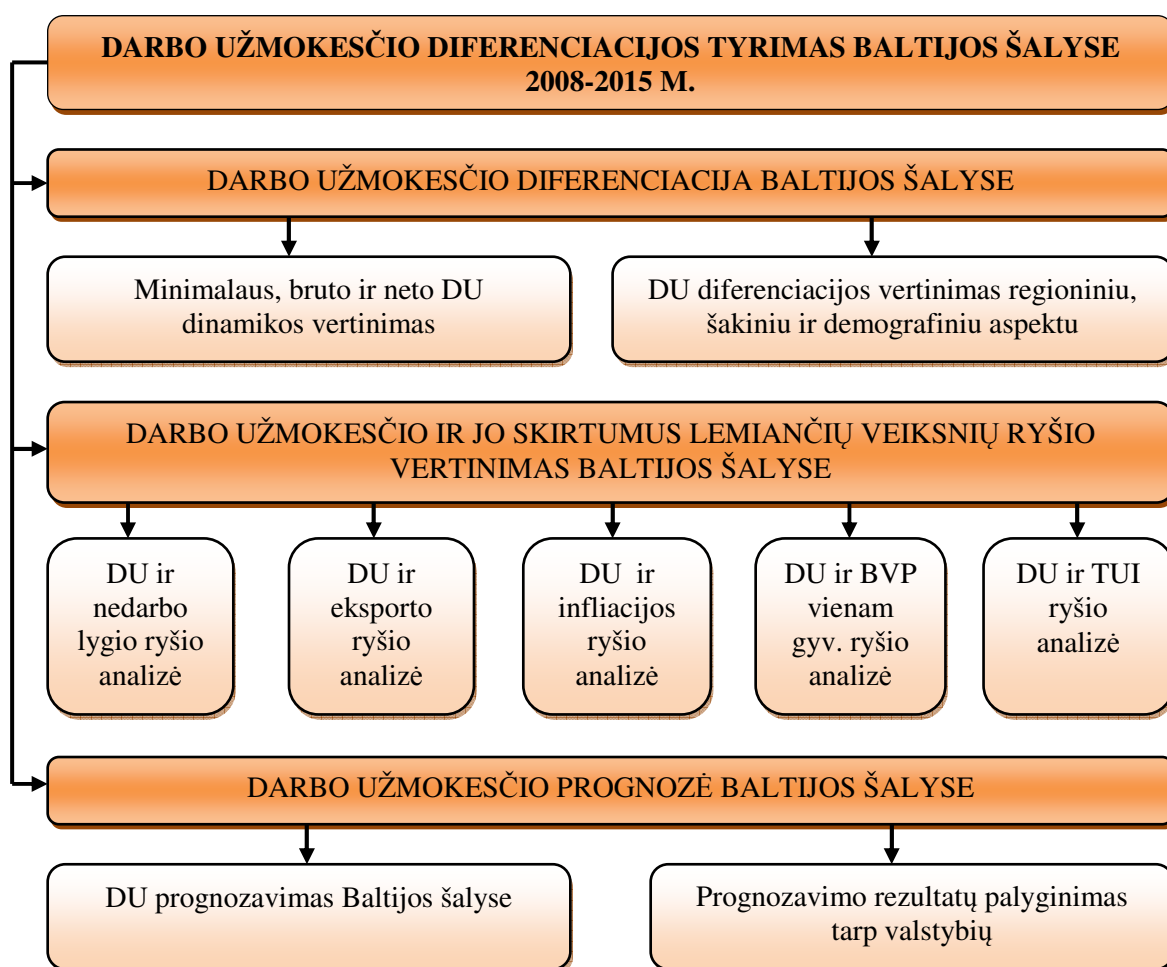 DARBO UŽMOKESČIO DIFERENCIACIJOS TYRIMAS BALTIJOS ŠALYSE
2008-2015 M.
DARBO UŽMOKESČIO DIFERENCIACIJA BALTIJOS ŠALYSE
Minimalaus, bruto ir neto DU
dinamikos vertinimas
DU diferenciacijos vertinimas regioniniu,
šakiniu ir demografiniu aspektu
DARBO UŽMOKESČIO IR JO SKIRTUMUS LEMIANČIŲ VEIKSNIŲ RYŠIO
VERTINIMAS BALTIJOS ŠALYSE
DU ir
nedarbo
lygio ryšio
analizė
DU ir
eksporto
ryšio
analizė
DU ir
infliacijos
ryšio
analizė
DU ir BVP
vienam
gyv. ryšio
analizė
DU ir TUI
ryšio
analizė
DARBO UŽMOKESČIO PROGNOZĖ BALTIJOS ŠALYSE
DU prognozavimas Baltijos šalyse
Prognozavimo rezultatų palyginimas
tarp valstybių